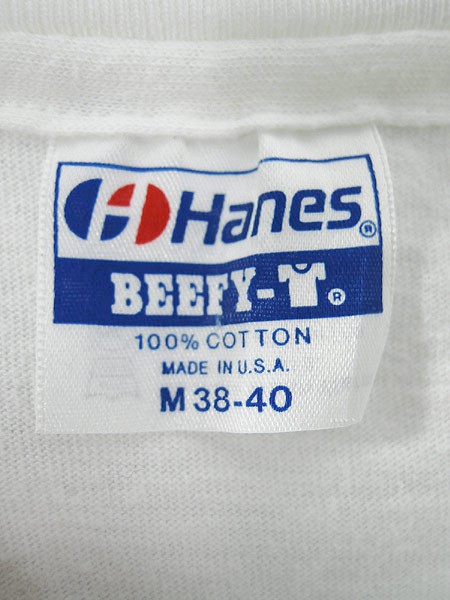 Hanes®
BEEFY-®
100% COTTON
MADE IN U.S.A.
M 38-40